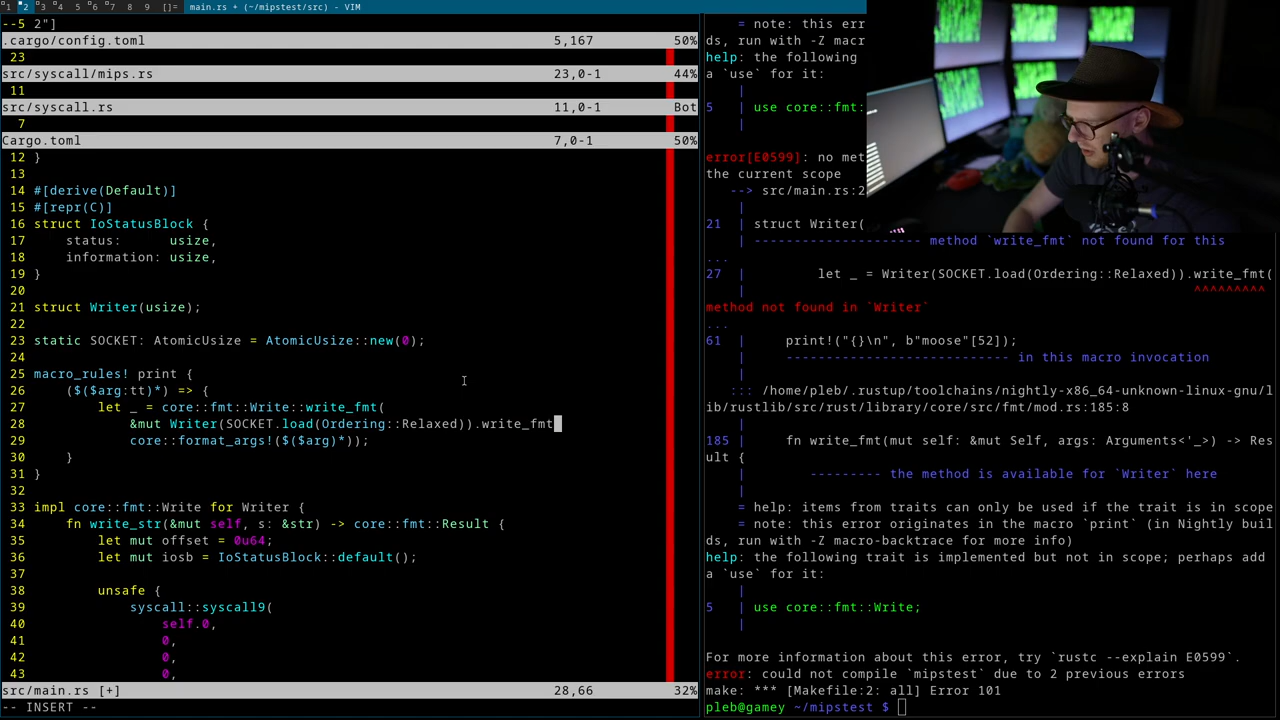 1 2 3 4 5 6 7 8 9 []= main.rs + (~/mipstest/src) - VIM
--5 2"]
.cargo/config.toml 5,167 50%
23
src/syscall/mips.rs 23,0-1 44%
11
src/syscall.rs 11,0-1 Bot
7
Cargo.toml 7,0-1 50%
12 }
13
14 #[derive(Default)]
15 #[repr(C)]
16 struct IoStatusBlock {
17 status: usize,
18 information: usize,
19 }
20
21 struct Writer(usize);
22
23 static SOCKET: AtomicUsize = AtomicUsize::new(0);
24
25 macro_rules! print {
26 ($($arg:tt)*) => {
27 let _ = core::fmt::Write::write_fmt(
28 &mut Writer(SOCKET.load(Ordering::Relaxed)).write_fmt
29 core::format_args!($($arg)*));
30 }
31 }
32
33 impl core::fmt::Write for Writer {
34 fn write_str(&mut self, s: &str) -> core::fmt::Result {
35 let mut offset = 0u64;
36 let mut iosb = IoStatusBlock::default();
37
38 unsafe {
39 syscall::syscall9(
40 self.0,
41 0,
42 0,
43 0,
src/main.rs [+] 28,66 32%
-- INSERT --
= note: this err
ds, run with -Z macr
help: the following
a `use` for it:
|
5 | use core::fmt:
|
error[E0599]: no met
the current scope
--> src/main.rs:2
|
21 | struct Writer(
| --------------------- method `write_fmt` not found for this
...
27 | let _ = Writer(SOCKET.load(Ordering::Relaxed)).write_fmt(
| ^^^^^^^^^
method not found in `Writer`
...
61 | print!("{}\n", b"moose"[52]);
| ---------------------------- in this macro invocation
|
::: /home/pleb/.rustup/toolchains/nightly-x86_64-unknown-linux-gnu/l
ib/rustlib/src/rust/library/core/src/fmt/mod.rs:185:8
|
185 | fn write_fmt(mut self: &mut Self, args: Arguments<'_>) -> Res
ult {
| --------- the method is available for `Writer` here
|
= help: items from traits can only be used if the trait is in scope
= note: this error originates in the macro `print` (in Nightly buil
ds, run with -Z macro-backtrace for more info)
help: the following trait is implemented but not in scope; perhaps add
a `use` for it:
|
5 | use core::fmt::Write;
|
For more information about this error, try `rustc --explain E0599`.
error: could not compile `mipstest` due to 2 previous errors
make: *** [Makefile:2: all] Error 101
pleb@gamey ~/mipstest $